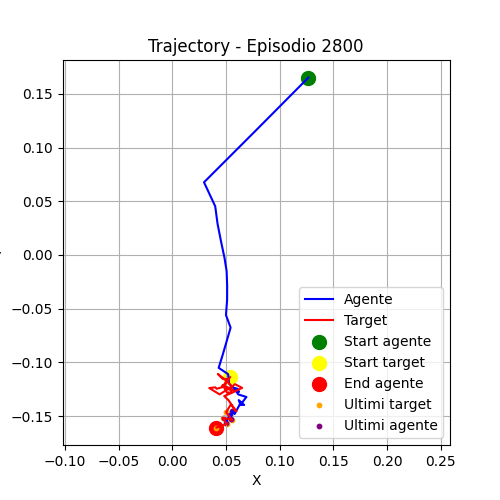 Trajectory - Episodio 2800
0.15
0.10
0.05
0.00
−0.05
−0.10
−0.15
−0.10
−0.05
0.00
0.05
0.10
0.15
0.20
0.25
X
Agente
Target
Start agente
Start target
End agente
Ultimi target
Ultimi agente